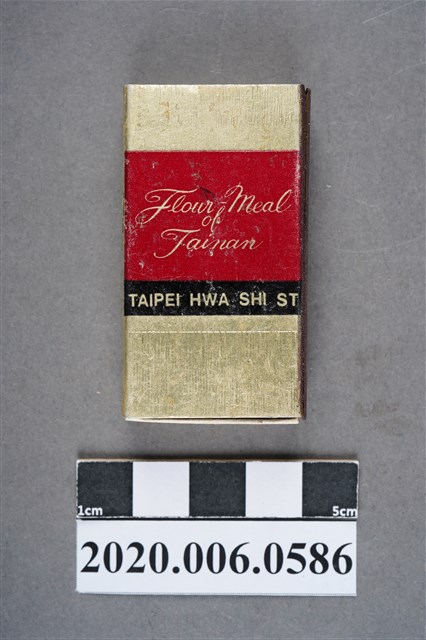 Flour-Meal
of
Tainan
TAIPEI HWA SHI ST
1cm 5cm
2020.006.0586